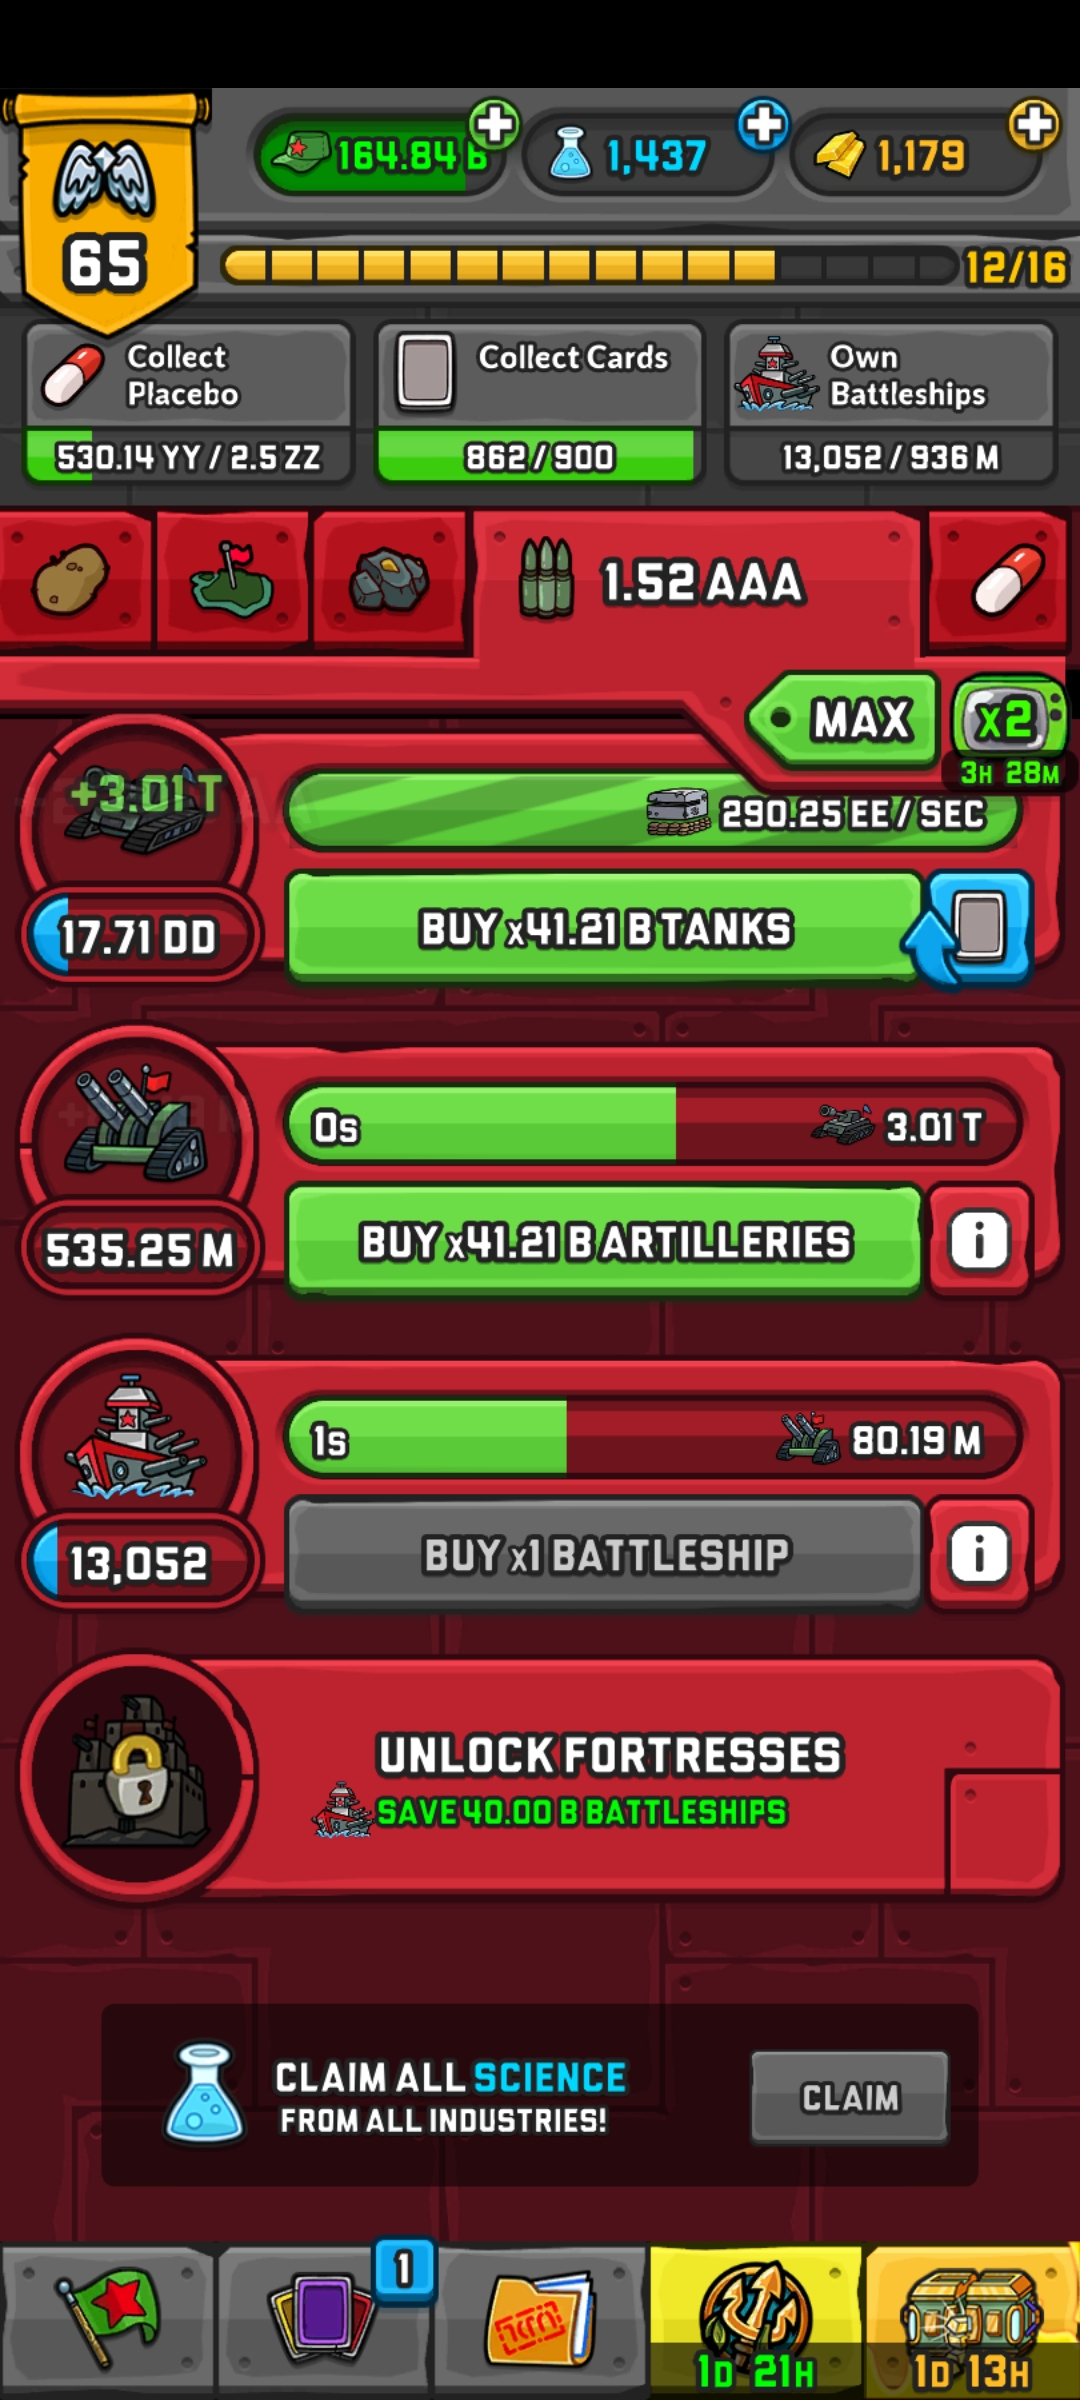 164.84 B
1,437
1,179
65
12/16
Collect
Placebo
530.14 YY / 2.5 ZZ
Collect Cards
862/900
Own
Battleships
13,052 / 936 M
1.52 AAA
MAX
x2
3H 28M
+3.01 T
290.25 EE / SEC
17.71 DD
BUY x41.21 B TANKS
0s
3.01 T
535.25 M
BUY x41.21 B ARTILLERIES
i
1s
80.19 M
13,052
BUY x1 BATTLESHIP
i
UNLOCK FORTRESSES
SAVE 40.00 B BATTLESHIPS
CLAIM ALL SCIENCE
FROM ALL INDUSTRIES!
CLAIM
1
1D 21H
1D 13H